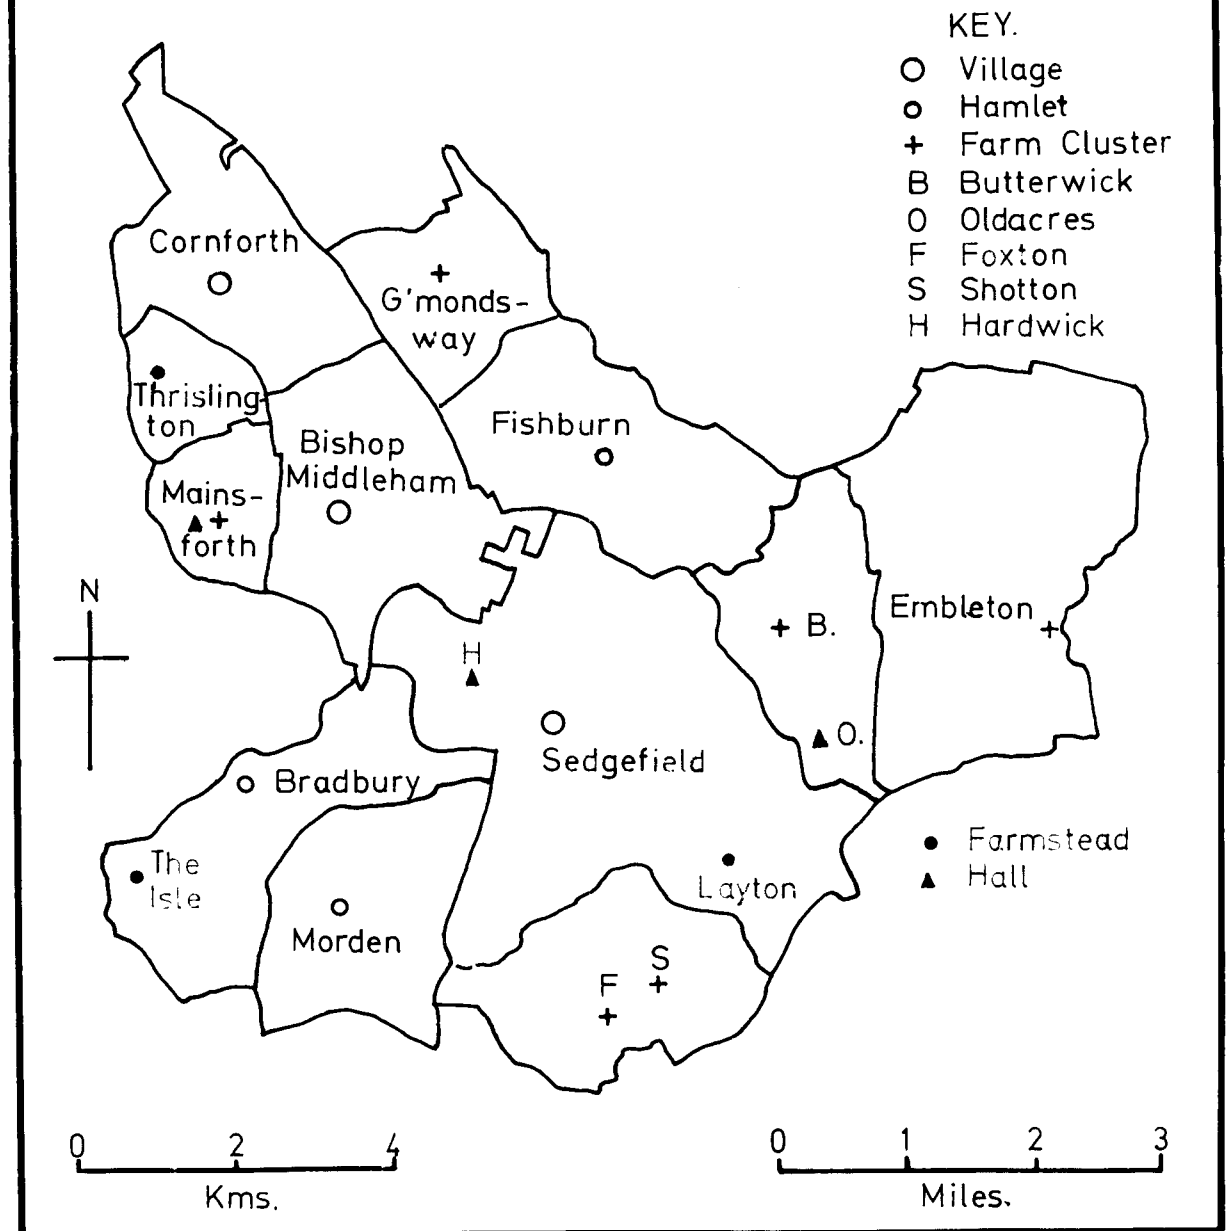 KEY.
Village
Hamlet
Farm Cluster
B Butterwick
O Oldacres
F Foxton
S Shotton
H Hardwick
Cornforth
G'monds-
way
Thrisling-
ton
Bishop
Middleham
Fishburn
Mains-
forth
N
Embleton
B.
H
O.
Sedgefield
Bradbury
The
Isle
Farmstead
Hall
Layton
Morden
S
F
0 2 4
Kms.
0 1 2 3
Miles.